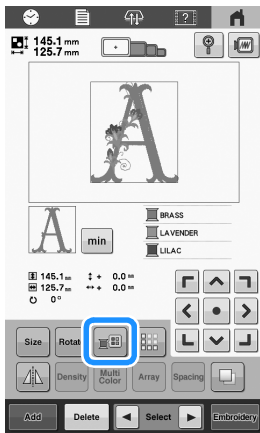 ?
145.1 mm
125.7 mm
A
BRASS
A
min
LAVENDER
LILAC
145.1 mm ↕ + 0.0 mm
125.7 mm ↔ + 0.0 mm
0°
Size Rotat
Density Multi Color Array Spacing
Add Delete Select Embroidery